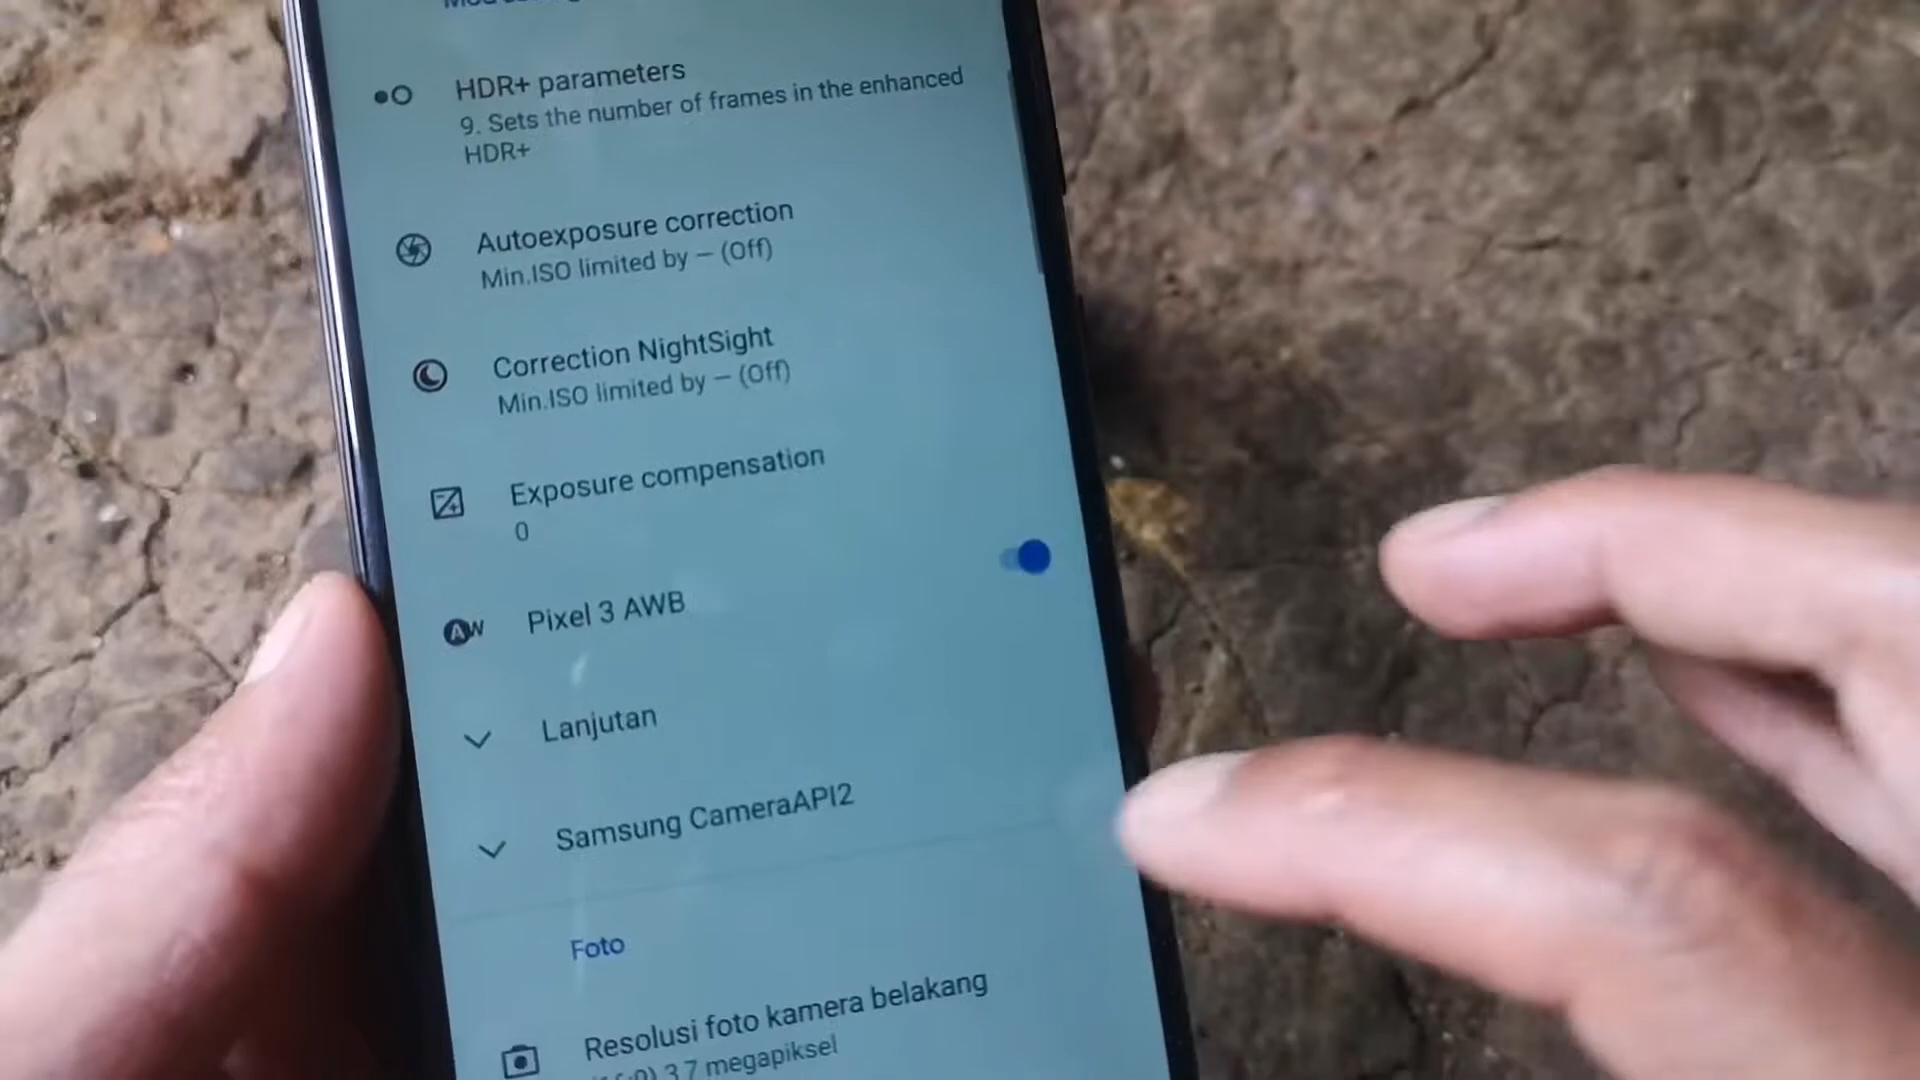 HDR+ parameters
9. Sets the number of frames in the enhanced
HDR+
Autoexposure correction
Min.ISO limited by – (Off)
Correction NightSight
Min.ISO limited by – (Off)
Exposure compensation
0
Pixel 3 AWB
Lanjutan
Samsung CameraAPI2
Foto
Resolusi foto kamera belakang
3,7 megapiksel